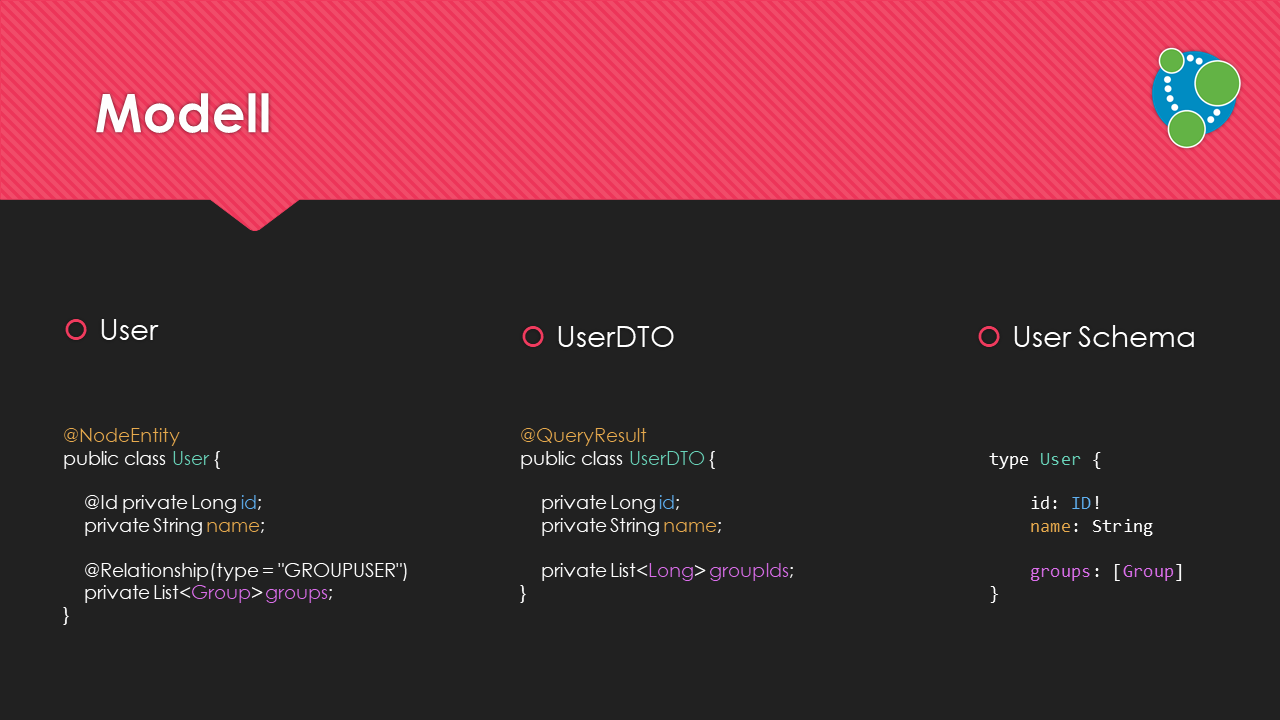 Modell
User
@NodeEntity
public class User {
@Id private Long id;
private String name;
@Relationship(type = "GROUPUSER")
private List<Group> groups;
}
UserDTO
@QueryResult
public class UserDTO {
private Long id;
private String name;
private List<Long> groupIds;
}
User Schema
type User {
id: ID!
name: String
groups: [Group]
}